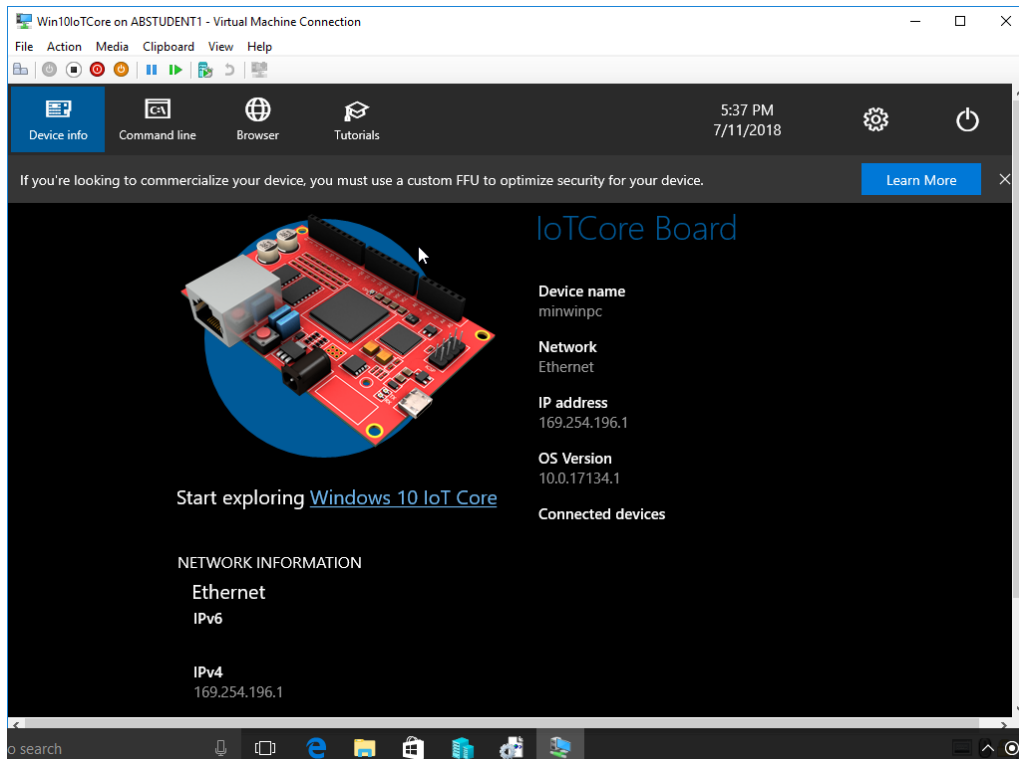 Win10IoTCore on ABSTUDENT1 - Virtual Machine Connection
File Action Media Clipboard View Help
Device info
Command line
Browser
Tutorials
5:37 PM
7/11/2018
If you're looking to commercialize your device, you must use a custom FFU to optimize security for your device.
Learn More
IoTCore Board
Device name
minwinpc
Network
Ethernet
IP address
169.254.196.1
OS Version
10.0.17134.1
Connected devices
Start exploring Windows 10 IoT Core
NETWORK INFORMATION
Ethernet
IPv6
IPv4
169.254.196.1
o search